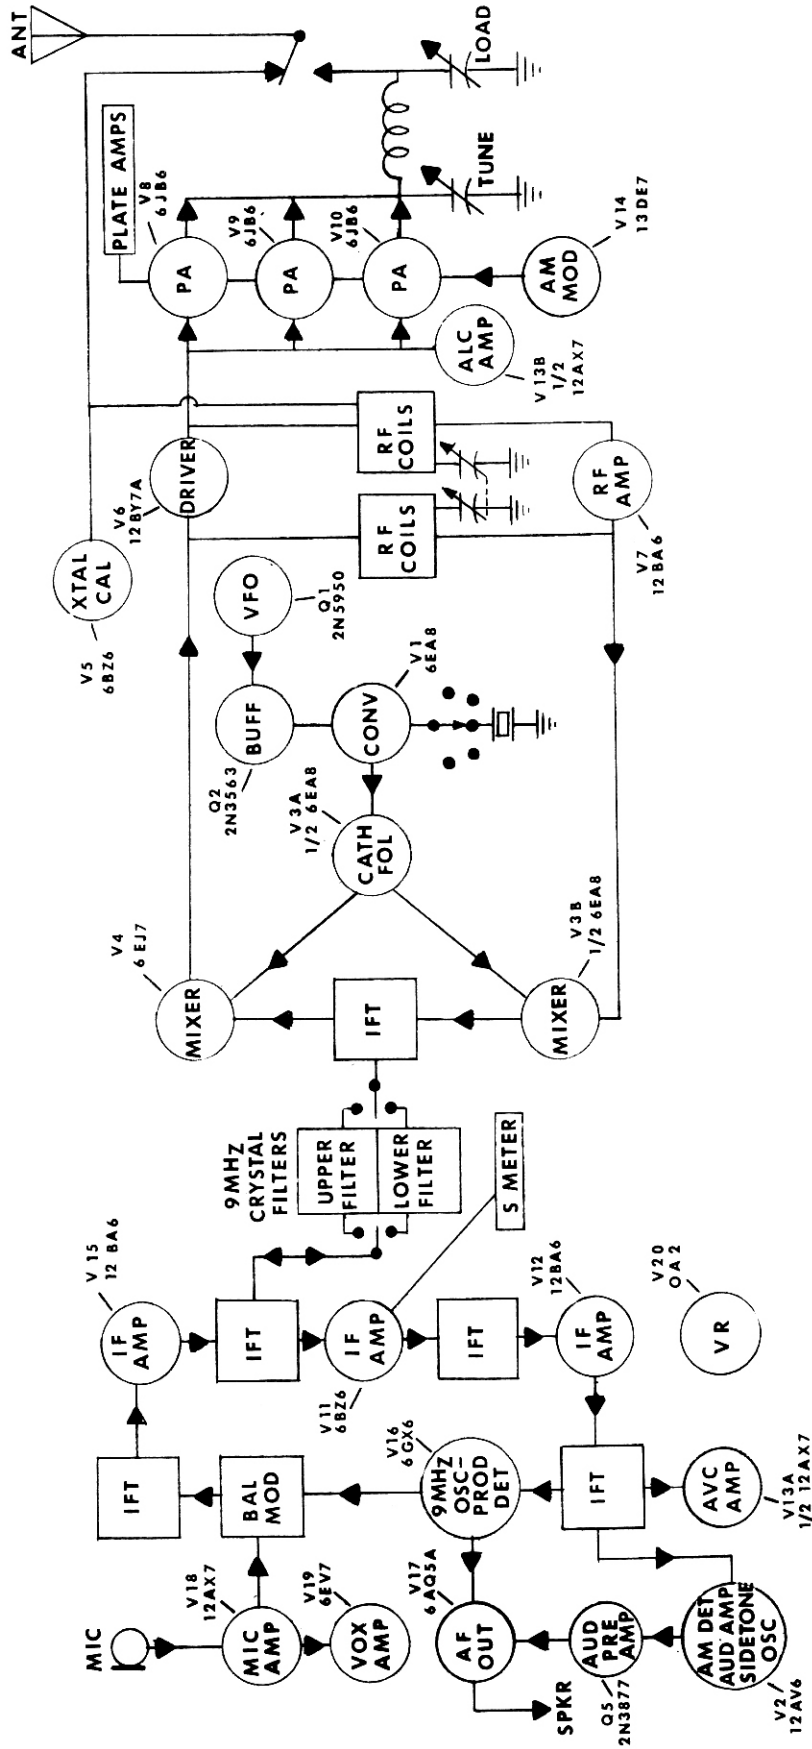 MIC
V18
12AX7
MIC
AMP
V19
6EV7
VOX
AMP
IFT
BAL
MOD
V15
12 BA6
IF
AMP
IFT
V11
6BZ6
IF
AMP
S METER
IFT
V12
12BA6
IF
AMP
V20
OA2
VR
V16
6GX6
9MHz
OSC-
PROD
DET
V17
6AQ5A
AF
OUT
SPKR
Q5
2N3877
AUD
PRE
AMP
V2
12AV6
AM DET
AUD AMP
SIDETONE
OSC
IFT
AVC
AMP
V13A
1/2 12AX7
9MHz
CRYSTAL
FILTERS
UPPER
FILTER
LOWER
FILTER
V4
6EJ7
MIXER
IFT
MIXER
V3B
1/2 6EA8
V3A
1/2 6EA8
CATH
FOL
Q2
2N3563
BUFF
CONV
V1
6EA8
VFO
Q1
2N5950
V5
6BZ6
XTAL
CAL
V6
12BY7A
DRIVER
RF
COILS
RF
COILS
RF
AMP
V7
12BA6
PLATE AMPS
V8
6JB6
PA
V9
6JB6
PA
V10
6JB6
PA
ALC
AMP
V13B
1/2
12AX7
AM
MOD
V14
13DE7
TUNE
LOAD
ANT